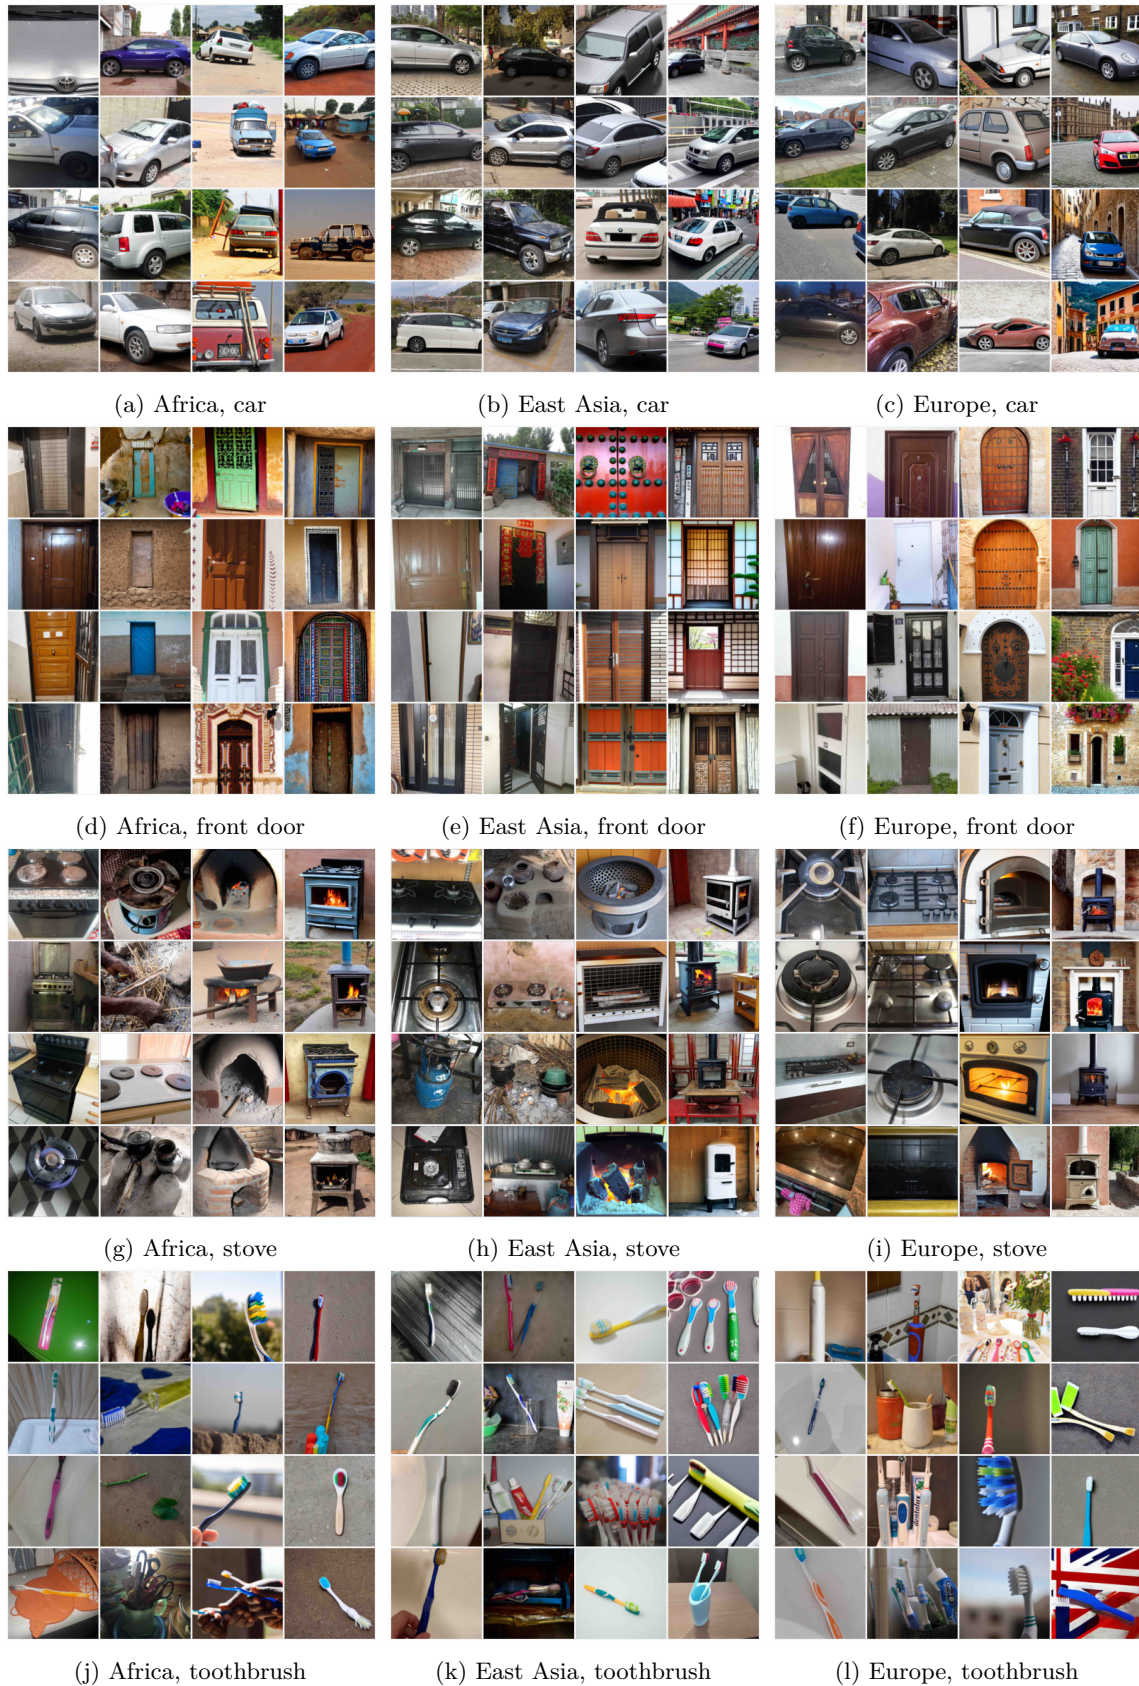 (a) Africa, car
(b) East Asia, car
(c) Europe, car
(d) Africa, front door
(e) East Asia, front door
(f) Europe, front door
(g) Africa, stove
(h) East Asia, stove
(i) Europe, stove
(j) Africa, toothbrush
(k) East Asia, toothbrush
(l) Europe, toothbrush